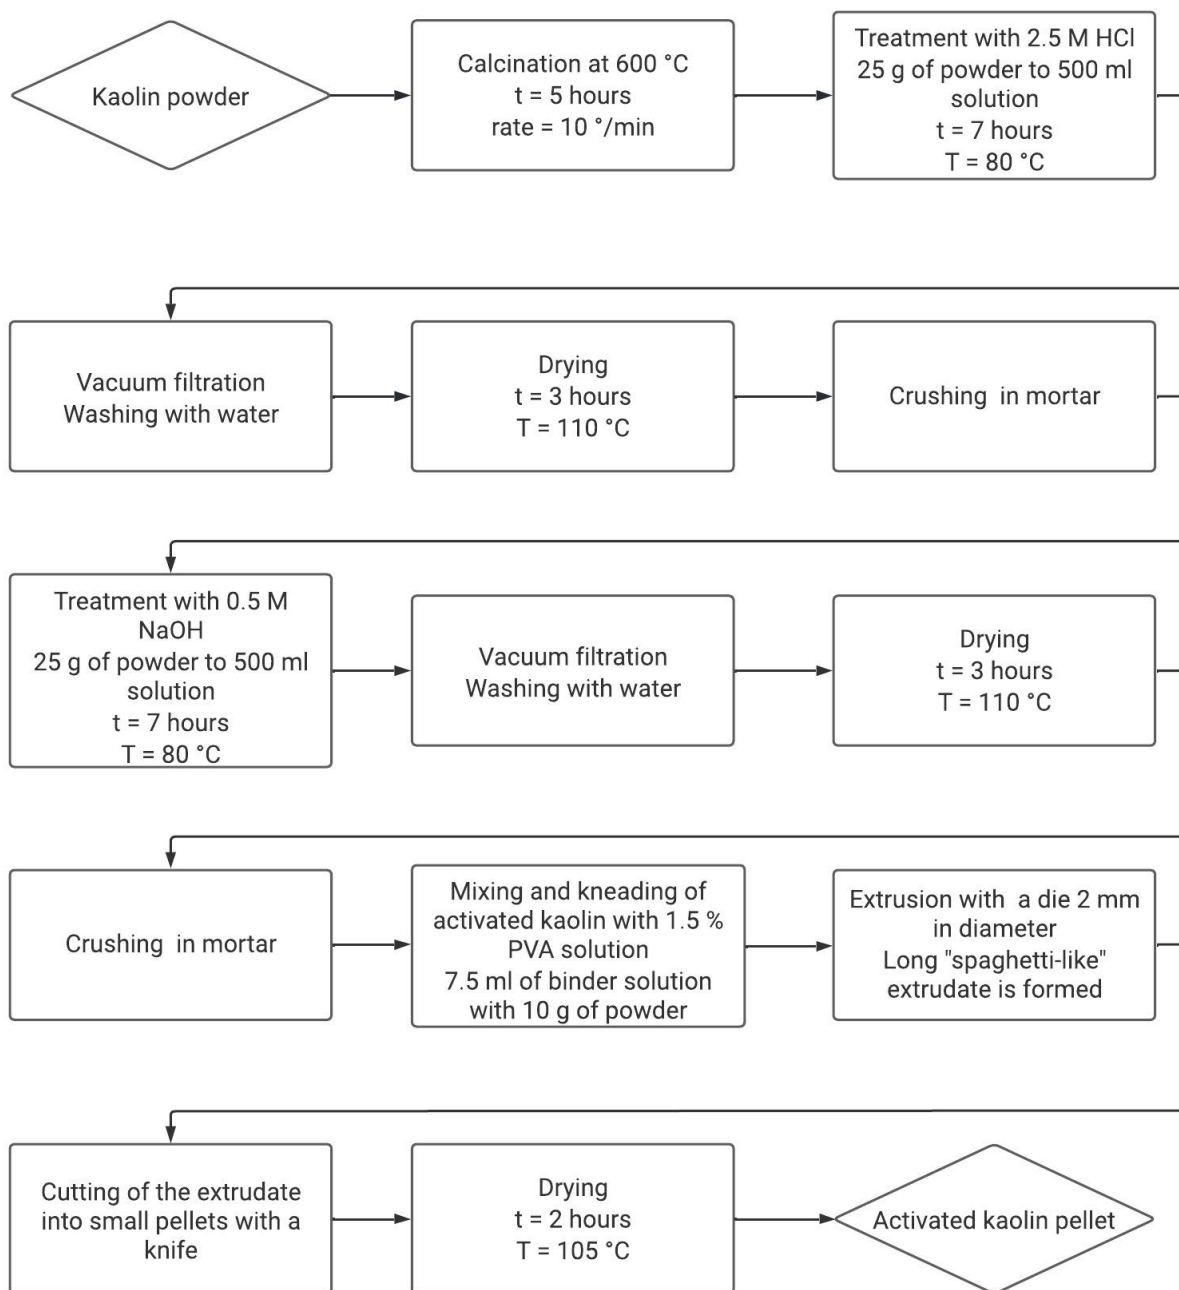 Kaolin powder
Calcination at 600 °C
t = 5 hours
rate = 10 °/min
Treatment with 2.5 M HCl
25 g of powder to 500 ml
solution
t = 7 hours
T = 80 °C
Vacuum filtration
Washing with water
Drying
t = 3 hours
T = 110 °C
Crushing  in mortar
Treatment with 0.5 M
NaOH
25 g of powder to 500 ml
solution
t = 7 hours
T = 80 °C
Vacuum filtration
Washing with water
Drying
t = 3 hours
T = 110 °C
Crushing  in mortar
Mixing and kneading of
activated kaolin with 1.5 %
PVA solution
7.5 ml of binder solution
with 10 g of powder
Extrusion with  a die 2 mm
in diameter
Long "spaghetti-like"
extrudate is formed
Cutting of the extrudate
into small pellets with a
knife
Drying
t = 2 hours
T = 105 °C
Activated kaolin pellet